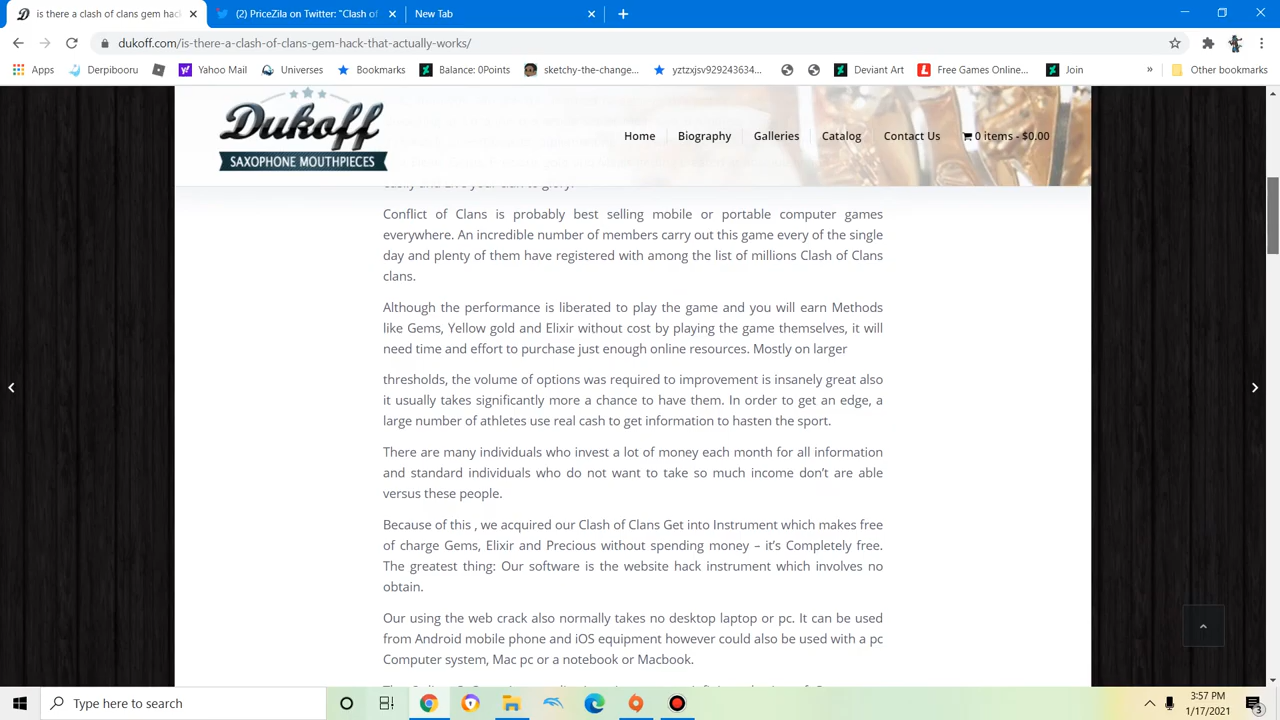 is there a clash of clans gem hack
(2) PriceZila on Twitter: "Clash of
New Tab
dukoff.com/is-there-a-clash-of-clans-gem-hack-that-actually-works/
Apps
Derpibooru
Yahoo Mail
Universes
Bookmarks
Balance: 0Points
sketchy-the-change...
yztzxjsv929243634...
Deviant Art
Free Games Online...
Join
»
Other bookmarks
Dukoff
SAXOPHONE MOUTHPIECES
Home
Biography
Galleries
Catalog
Contact Us
0 items - $0.00
Conflict of Clans is probably best selling mobile or portable computer games
everywhere. An incredible number of members carry out this game every of the single
day and plenty of them have registered with among the list of millions Clash of Clans
clans.
Although the performance is liberated to play the game and you will earn Methods
like Gems, Yellow gold and Elixir without cost by playing the game themselves, it will
need time and effort to purchase just enough online resources. Mostly on larger
thresholds, the volume of options was required to improvement is insanely great also
it usually takes significantly more a chance to have them. In order to get an edge, a
large number of athletes use real cash to get information to hasten the sport.
There are many individuals who invest a lot of money each month for all information
and standard individuals who do not want to take so much income don't are able
versus these people.
Because of this , we acquired our Clash of Clans Get into Instrument which makes free
of charge Gems, Elixir and Precious without spending money – it's Completely free.
The greatest thing: Our software is the website hack instrument which involves no
obtain.
Our using the web crack also normally takes no desktop laptop or pc. It can be used
from Android mobile phone and iOS equipment however could also be used with a pc
Computer system, Mac pc or a notebook or Macbook.
Type here to search
3:57 PM
1/17/2021
3